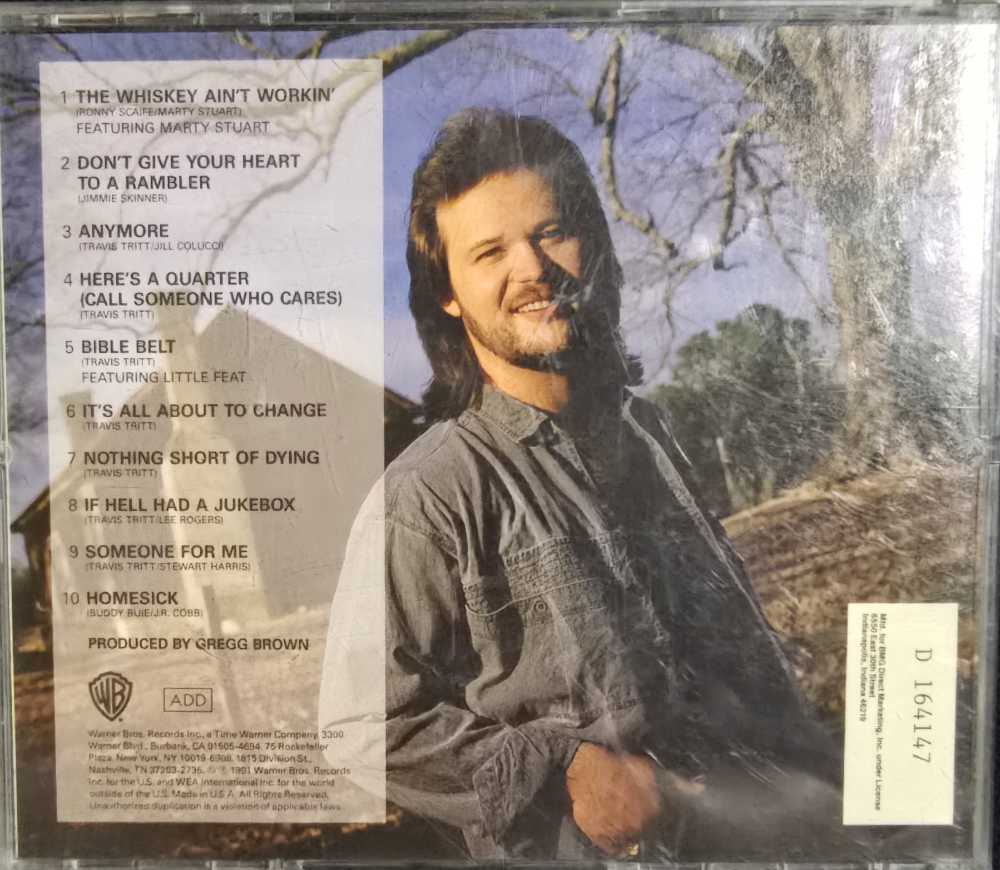 1 THE WHISKEY AIN'T WORKIN'
(RONNY SCAIFE/MARTY STUART)
FEATURING MARTY STUART
2 DON'T GIVE YOUR HEART
TO A RAMBLER
(JIMMIE SKINNER)
3 ANYMORE
(TRAVIS TRITT/JILL COLUCCI)
4 HERE'S A QUARTER
(CALL SOMEONE WHO CARES)
(TRAVIS TRITT)
5 BIBLE BELT
(TRAVIS TRITT)
FEATURING LITTLE FEAT
6 IT'S ALL ABOUT TO CHANGE
(TRAVIS TRITT)
7 NOTHING SHORT OF DYING
(TRAVIS TRITT)
8 IF HELL HAD A JUKEBOX
(TRAVIS TRITT/LEE ROGERS)
9 SOMEONE FOR ME
(TRAVIS TRITT/STEWART HARRIS)
10 HOMESICK
(BUDDY BUIE/J.R. COBB)
PRODUCED BY GREGG BROWN
WB
ADD
Warner Bros. Records Inc., a Time Warner Company, 3300
Warner Blvd., Burbank, CA 91505-4694. 75 Rockefeller
Plaza, New York, NY 10019-6908. 1815 Division St.,
Nashville, TN 37203-2736. © ℗ 1991 Warner Bros. Records
Inc. for the U.S. and WEA International Inc. for the world
outside of the U.S. Made in U.S.A. All Rights Reserved.
Unauthorized duplication is a violation of applicable laws.
D 164147
Mfd. for BMG Direct Marketing, Inc. under License
6550 East 30th Street
Indianapolis, Indiana 46219